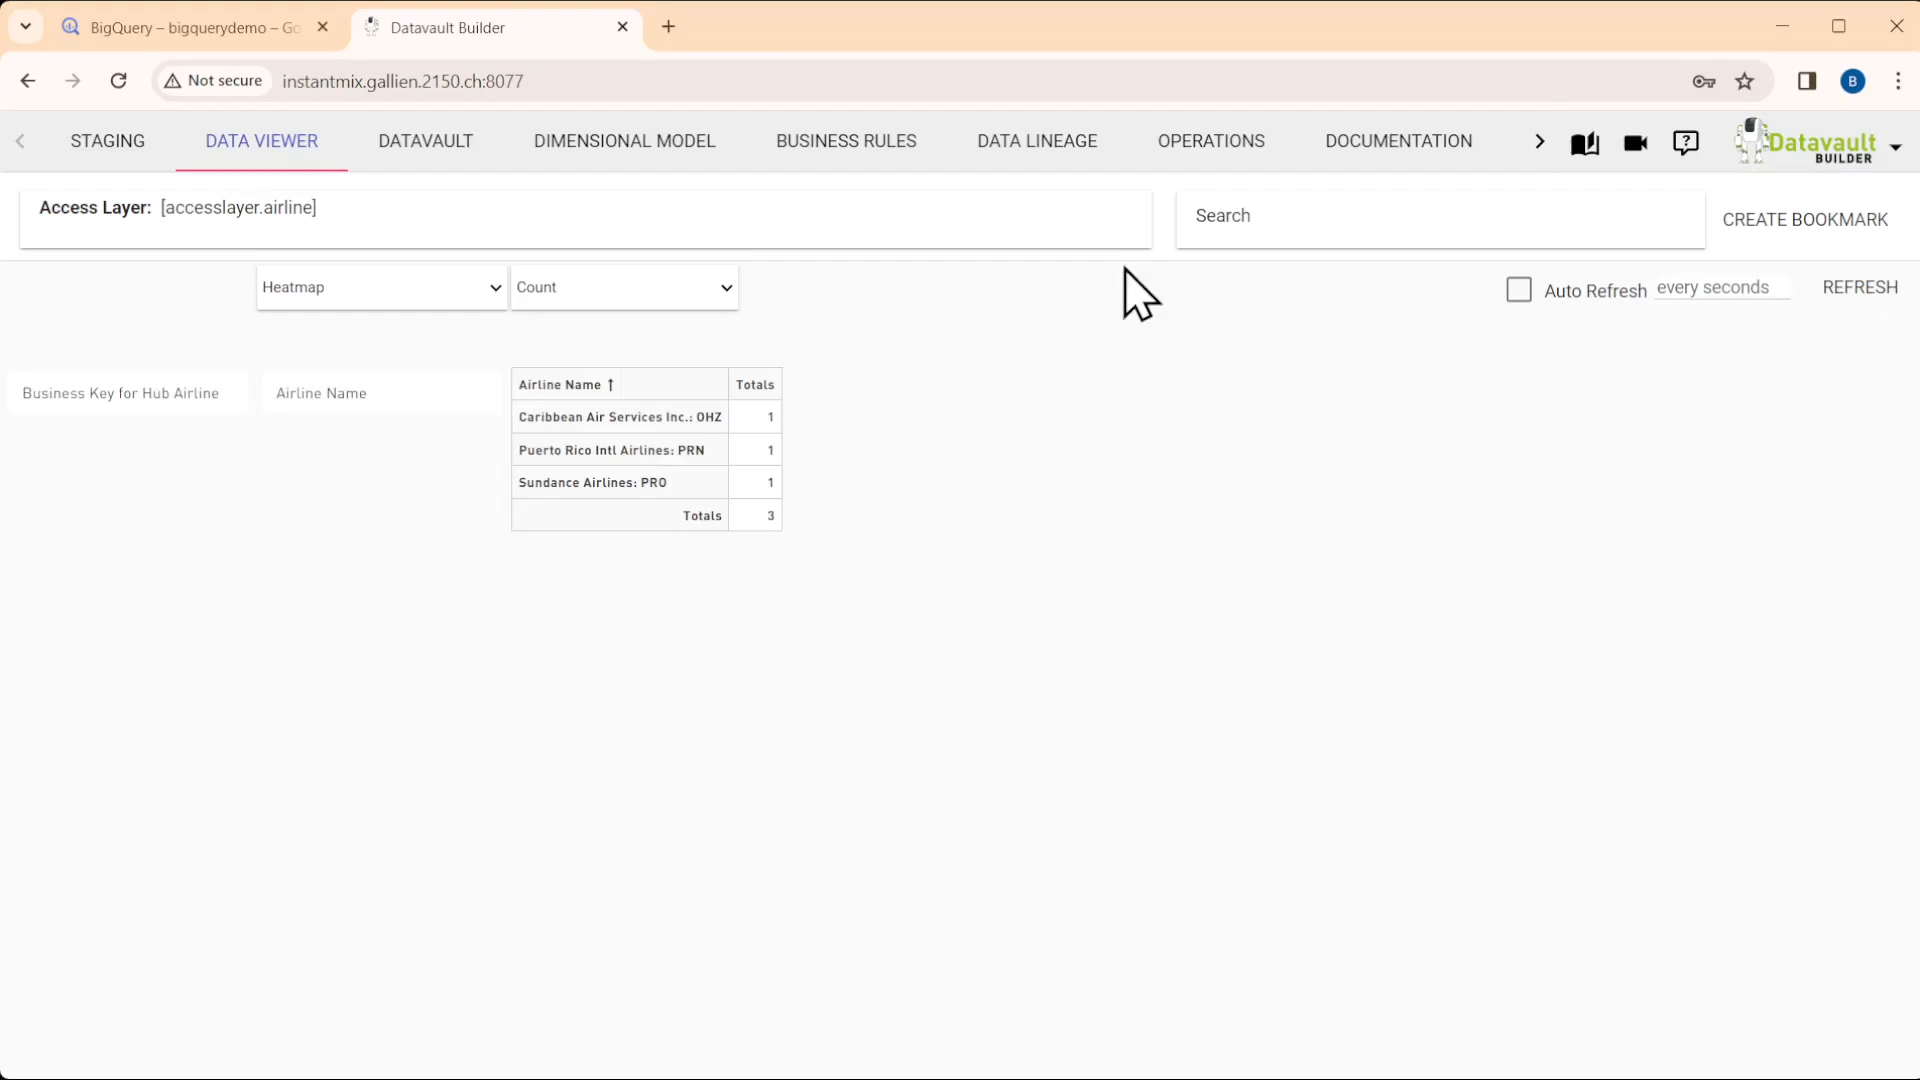 BigQuery – bigquerydemo – Go
Datavault Builder
Not secure
instantmix.gallien.2150.ch:8077
B
STAGING
DATA VIEWER
DATAVAULT
DIMENSIONAL MODEL
BUSINESS RULES
DATA LINEAGE
OPERATIONS
DOCUMENTATION
Datavault
BUILDER
Access Layer: [accesslayer.airline]
Search
CREATE BOOKMARK
Heatmap
Count
Auto Refresh
every seconds
REFRESH
Business Key for Hub Airline
Airline Name
Airline Name ↑ Totals
Caribbean Air Services Inc.: OHZ 1
Puerto Rico Intl Airlines: PRN 1
Sundance Airlines: PRO 1
Totals 3